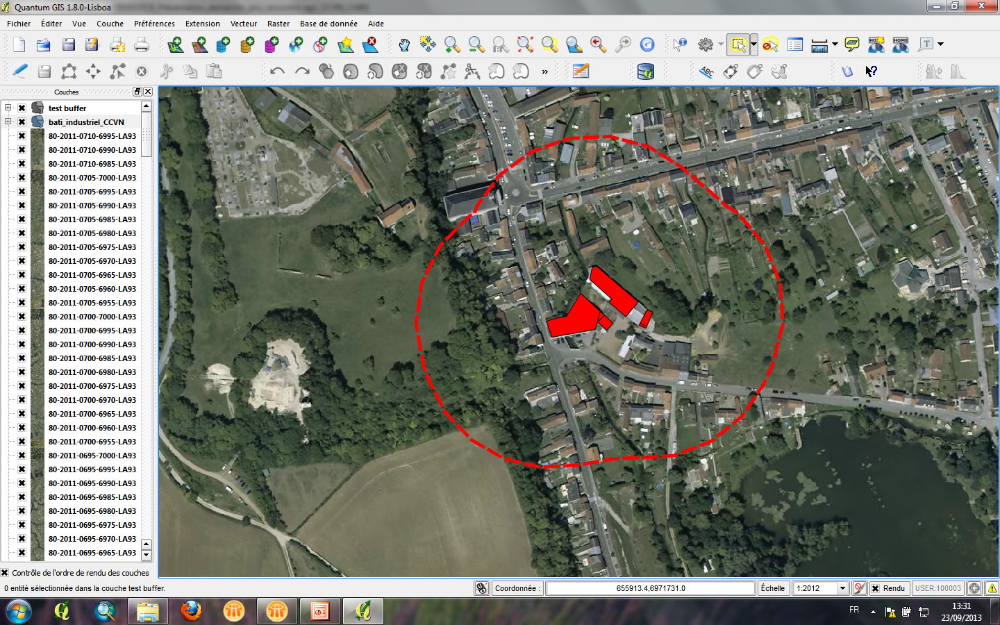 Quantum GIS 1.8.0-Lisboa
Fichier Éditer Vue Couche Préférences Extension Vecteur Raster Base de donnée Aide
T
ABC
Couches
test buffer
bati_industriel_CCVN
80-2011-0710-6995-LA93
80-2011-0710-6990-LA93
80-2011-0710-6985-LA93
80-2011-0705-7000-LA93
80-2011-0705-6995-LA93
80-2011-0705-6990-LA93
80-2011-0705-6985-LA93
80-2011-0705-6980-LA93
80-2011-0705-6975-LA93
80-2011-0705-6970-LA93
80-2011-0705-6965-LA93
80-2011-0705-6960-LA93
80-2011-0705-6955-LA93
80-2011-0700-7000-LA93
80-2011-0700-6995-LA93
80-2011-0700-6990-LA93
80-2011-0700-6985-LA93
80-2011-0700-6980-LA93
80-2011-0700-6975-LA93
80-2011-0700-6970-LA93
80-2011-0700-6965-LA93
80-2011-0700-6960-LA93
80-2011-0700-6955-LA93
80-2011-0695-7000-LA93
80-2011-0695-6995-LA93
80-2011-0695-6990-LA93
80-2011-0695-6985-LA93
80-2011-0695-6980-LA93
80-2011-0695-6975-LA93
80-2011-0695-6970-LA93
80-2011-0695-6965-LA93
Contrôle de l'ordre de rendu des couches
0 entité sélectionnée dans la couche test buffer.
Coordonnée : 655913.4,6971731.0 Échelle 1:2012 Rendu USER:100003
FR
13:31
23/09/2013